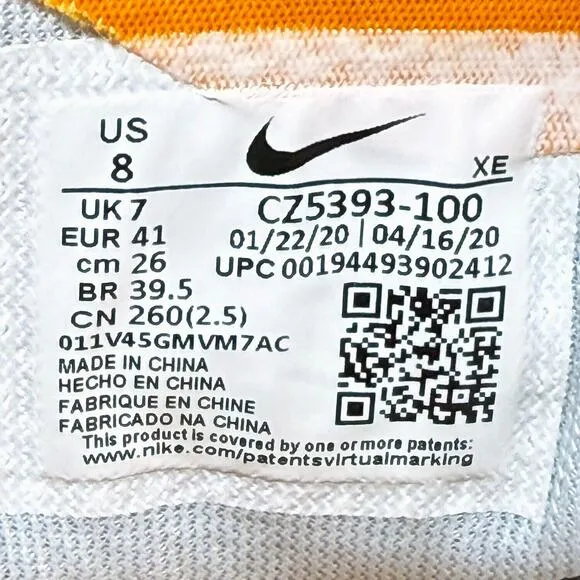 US
8
XE
UK 7
EUR 41
cm 26
BR 39.5
CN 260(2.5)
CZ5393-100
01/22/20 | 04/16/20
UPC 00194493902412
011V45GMVM7AC
MADE IN CHINA
HECHO EN CHINA
FABRIQUE EN CHINE
FABRICADO NA CHINA
This product is covered by one or more patents:
www.nike.com/patentsvirtualmarking